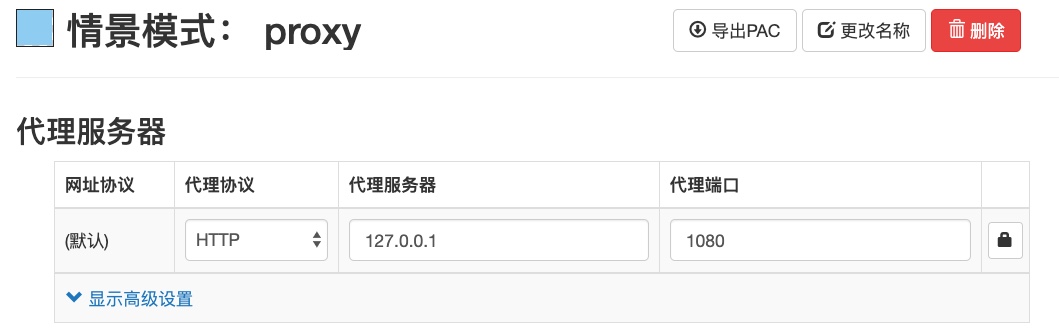 情景模式： proxy
导出PAC 更改名称 删除
代理服务器
网址协议 代理协议 代理服务器 代理端口
(默认) HTTP 127.0.0.1 1080
显示高级设置